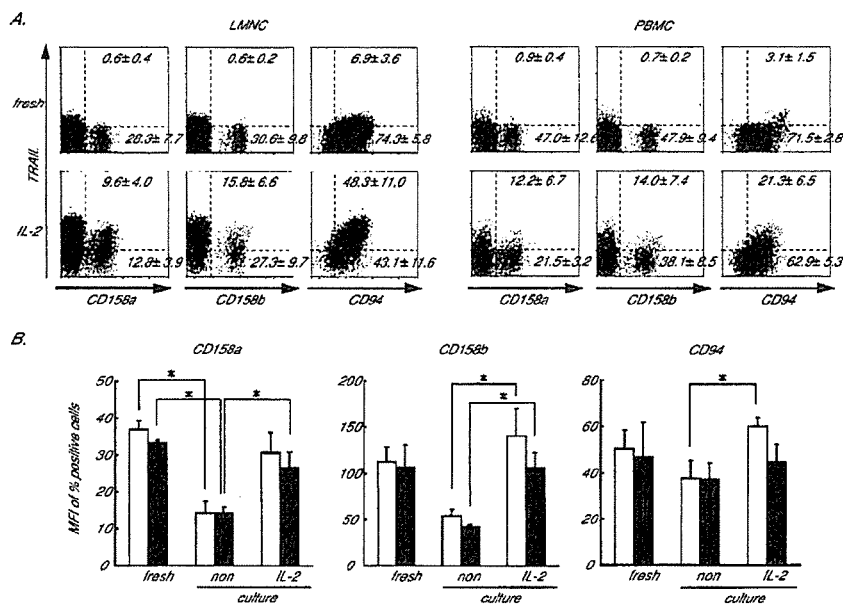 A.
LMNC
PBMC
TRAIL
fresh
0.6± 0.4
0.6± 0.2
6.9± 3.6
0.9± 0.4
0.7± 0.2
3.1± 1.5
7.7
30.6± 9.8
74.3± 5.8
47.0±
47.9± 9.4
71.5± 2.8
IL-2
9.6± 4.0
15.8± 6.6
48.3±11.0
12.2± 6.7
14.0± 7.4
21.3± 6.5
12.8± 3.9
27.3± 9.7
43.1±11.6
21.5± 3.2
38.1±
62.9± 5.3
CD158a
CD158b
CD94
CD158a
CD158b
CD94
B.
CD158a
CD158b
CD94
MFI of % positive cells
50
40
30
20
10
0
200
150
100
50
0
80
60
40
20
0
* * *
* *
*
fresh non IL-2
culture
fresh non IL-2
culture
fresh non IL-2
culture